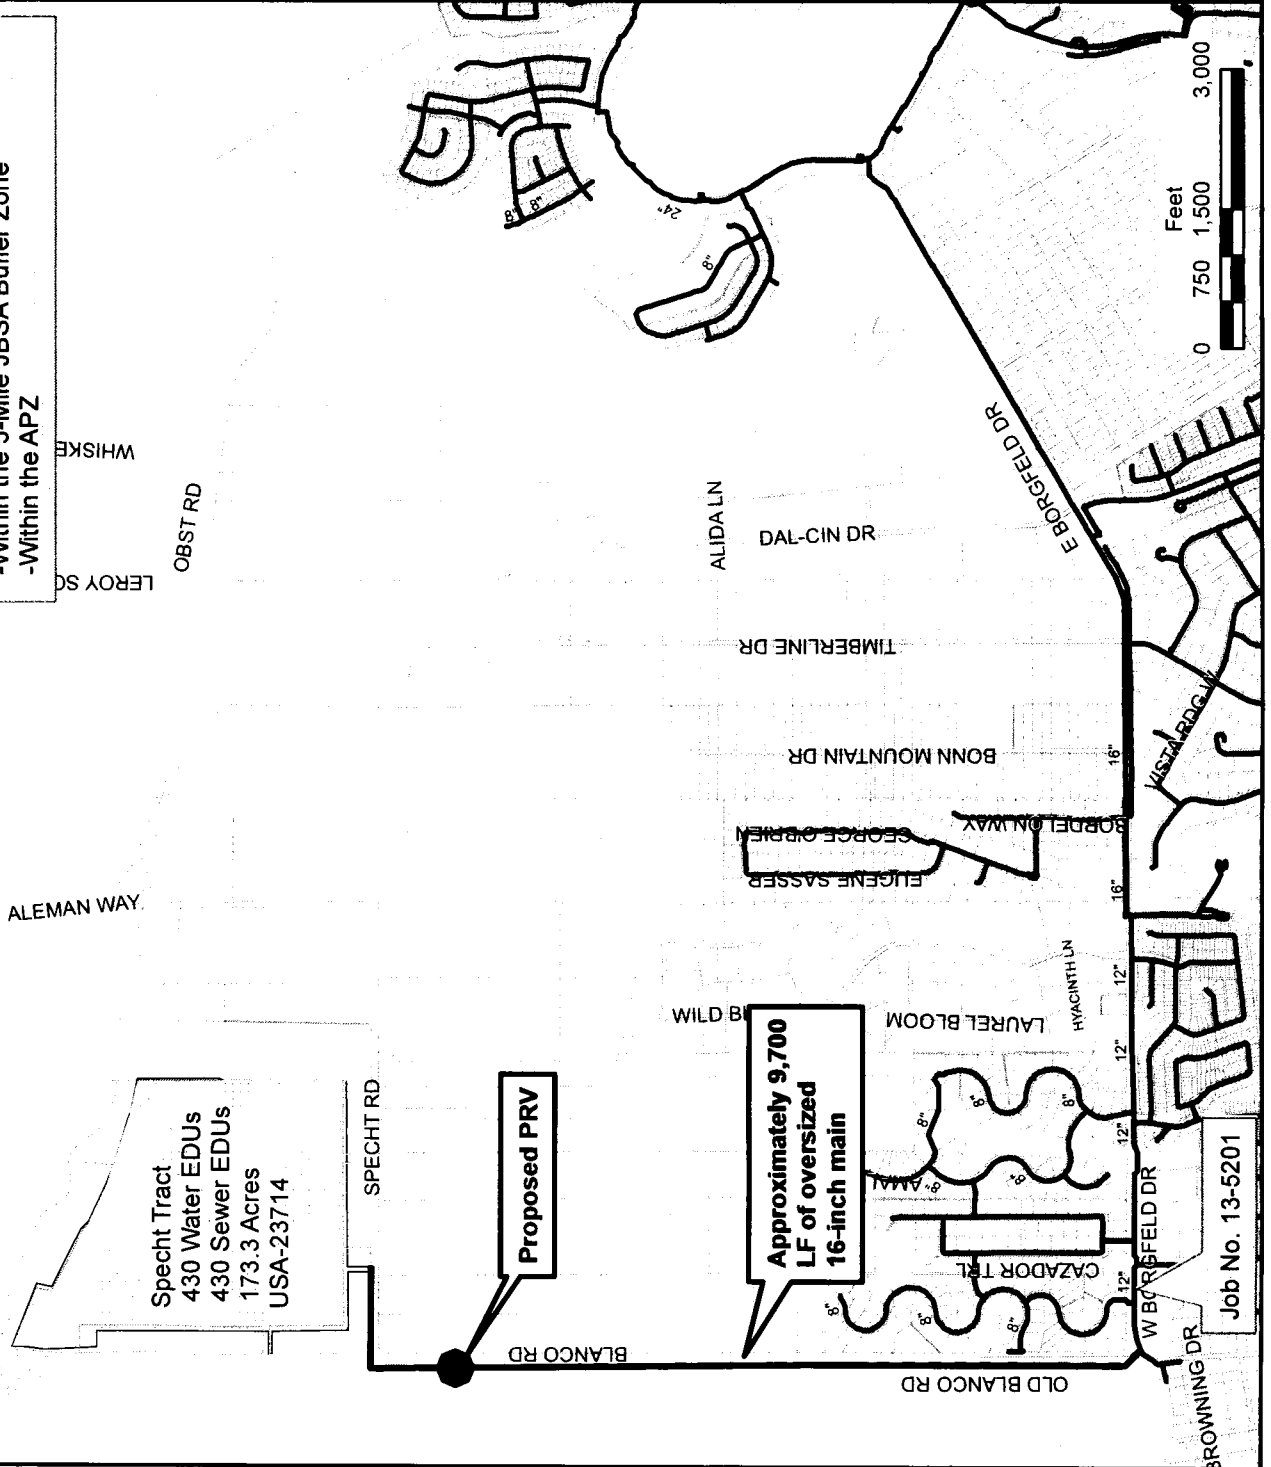 -Within the APZ
WHISKE
OBST RD
LEROY SC
ALEMAN WAY
Specht Tract
430 Water EDUs
430 Sewer EDUs
173.3 Acres
USA-23714
SPECHT RD
Proposed PRV
Approximately 9,700
LF of oversized
16-inch main
BLANCO RD
OLD BLANCO RD
WILD
LAUREL BLOOM
HYACINTH LN
ALIDA LN
DAL-CIN DR
TIMBERLINE DR
BONN MOUNTAIN DR
GEORGE O'BRIEN
EUGENE SASSER
BORDELON WAY
E BORGFELD DR
VISTA RDG W
CAZADOR TRL
W BORGFELD DR
BROWNING DR
Job No. 13-5201
8"
8"
24"
8"
16"
16"
12"
12"
12"
12"
8"
8"
8"
8"
8"
8"
8"
8"
Feet
0 750 1,500 3,000